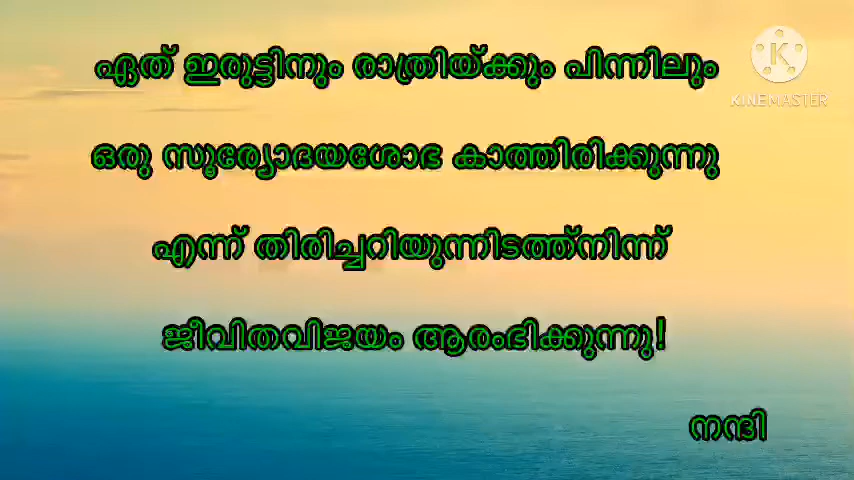 ഏത് ഇരുട്ടിനും രാത്രിയ്ക്കും പിന്നിലും
ഒരു സൂര്യോദയശോഭ കാത്തിരിക്കുന്നു
എന്ന് തിരിച്ചറിയുന്നിടത്ത്നിന്ന്
ജീവിതവിജയം ആരംഭിക്കുന്നു!
നന്ദി
K
KINEMASTER